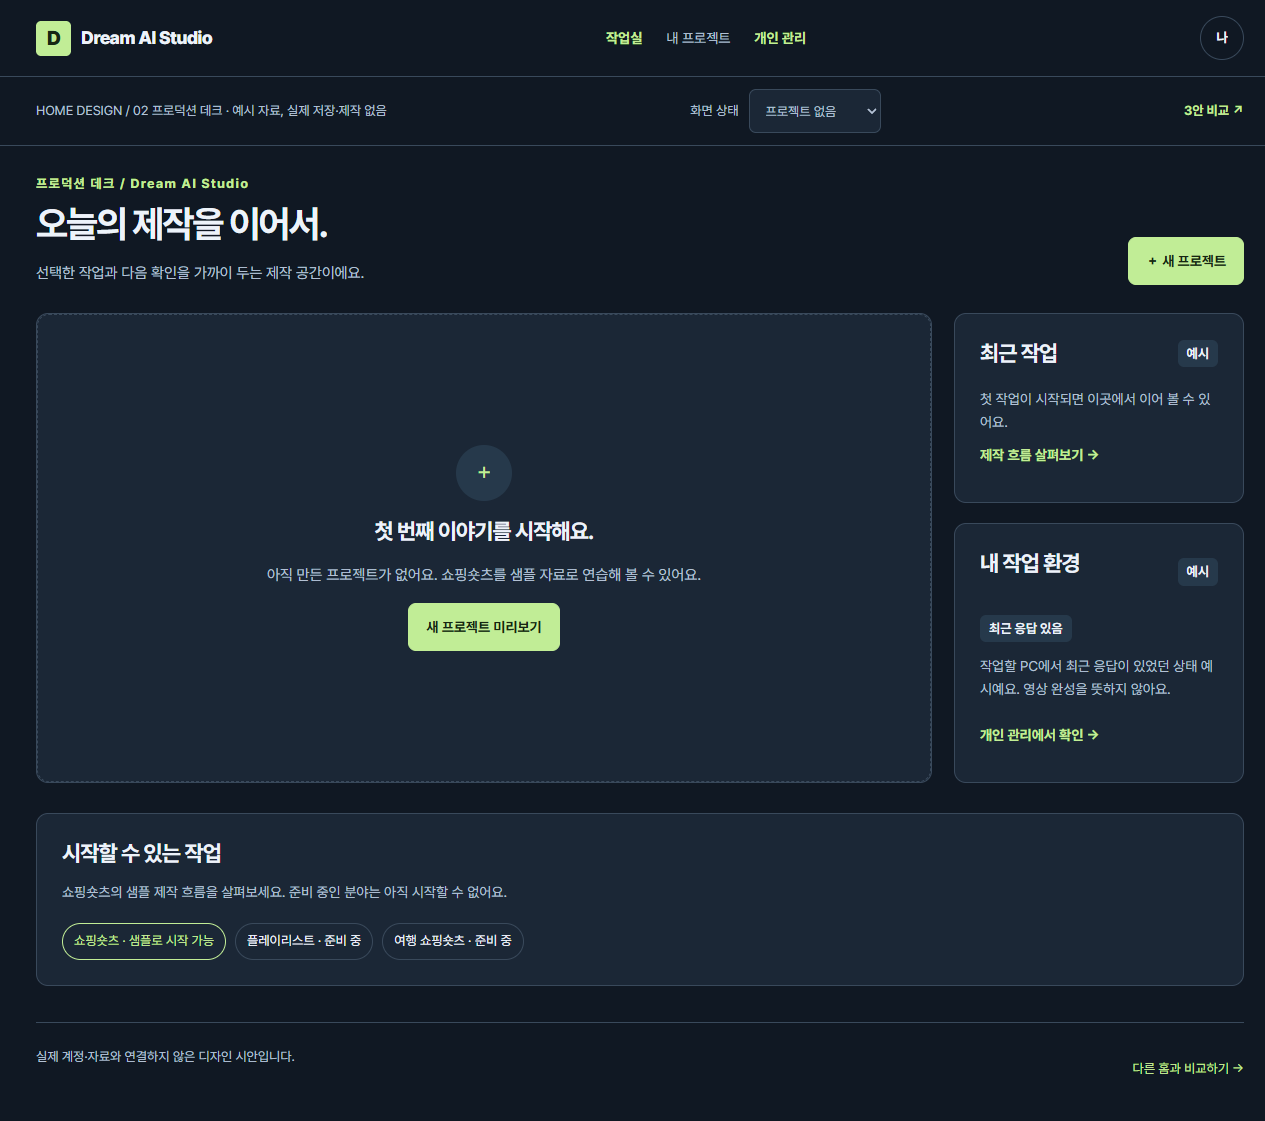 D Dream AI Studio
작업실 내 프로젝트 개인 관리
나
HOME DESIGN / 02 프로덕션 데크 · 예시 자료, 실제 저장·제작 없음
화면 상태 프로젝트 없음
3안 비교 ↗
프로덕션 데크 / Dream AI Studio
오늘의 제작을 이어서.
선택한 작업과 다음 확인을 가까이 두는 제작 공간이에요.
+ 새 프로젝트
+
첫 번째 이야기를 시작해요.
아직 만든 프로젝트가 없어요. 쇼핑숏츠를 샘플 자료로 연습해 볼 수 있어요.
새 프로젝트 미리보기
최근 작업
예시
첫 작업이 시작되면 이곳에서 이어 볼 수 있
어요.
제작 흐름 살펴보기 →
내 작업 환경
예시
최근 응답 있음
작업할 PC에서 최근 응답이 있었던 상태 예
시예요. 영상 완성을 뜻하지 않아요.
개인 관리에서 확인 →
시작할 수 있는 작업
쇼핑숏츠의 샘플 제작 흐름을 살펴보세요. 준비 중인 분야는 아직 시작할 수 없어요.
쇼핑숏츠 · 샘플로 시작 가능
플레이리스트 · 준비 중
여행 쇼핑숏츠 · 준비 중
실제 계정·자료와 연결하지 않은 디자인 시안입니다.
다른 홈과 비교하기 →